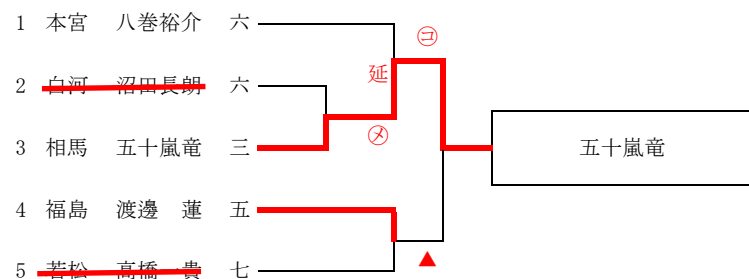 1 本宮 八巻裕介 六
㋙
延
2 白河 沼田長朗 六
㋱
3 相馬 五十嵐竜 三
五十嵐竜
4 福島 渡邊 蓮 五
▲
5 若松 高橋一貴 七